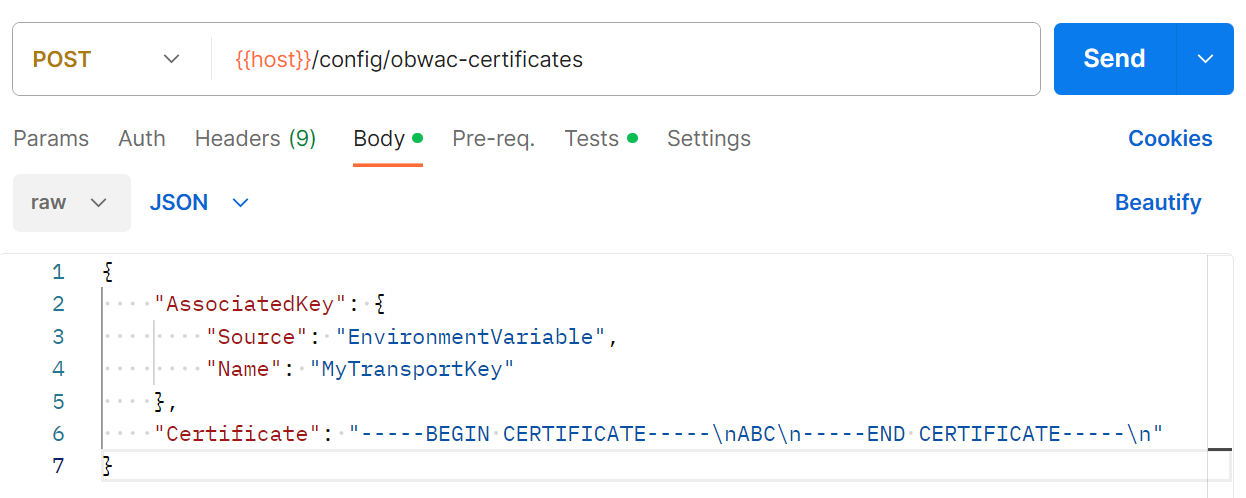 POST {{host}}/config/obwac-certificates Send
Params Auth Headers (9) Body Pre-req. Tests Settings Cookies
raw JSON Beautify
1 {
2 "AssociatedKey": {
3 "Source": "EnvironmentVariable",
4 "Name": "MyTransportKey"
5 },
6 "Certificate": "-----BEGIN CERTIFICATE-----\nABC\n-----END CERTIFICATE-----\n"
7 }